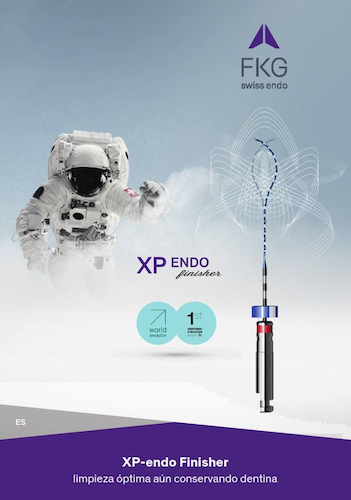 FKG
swiss endo
XP ENDO
finisher
world
1st
ES
XP-endo Finisher
limpieza óptima aún conservando dentina